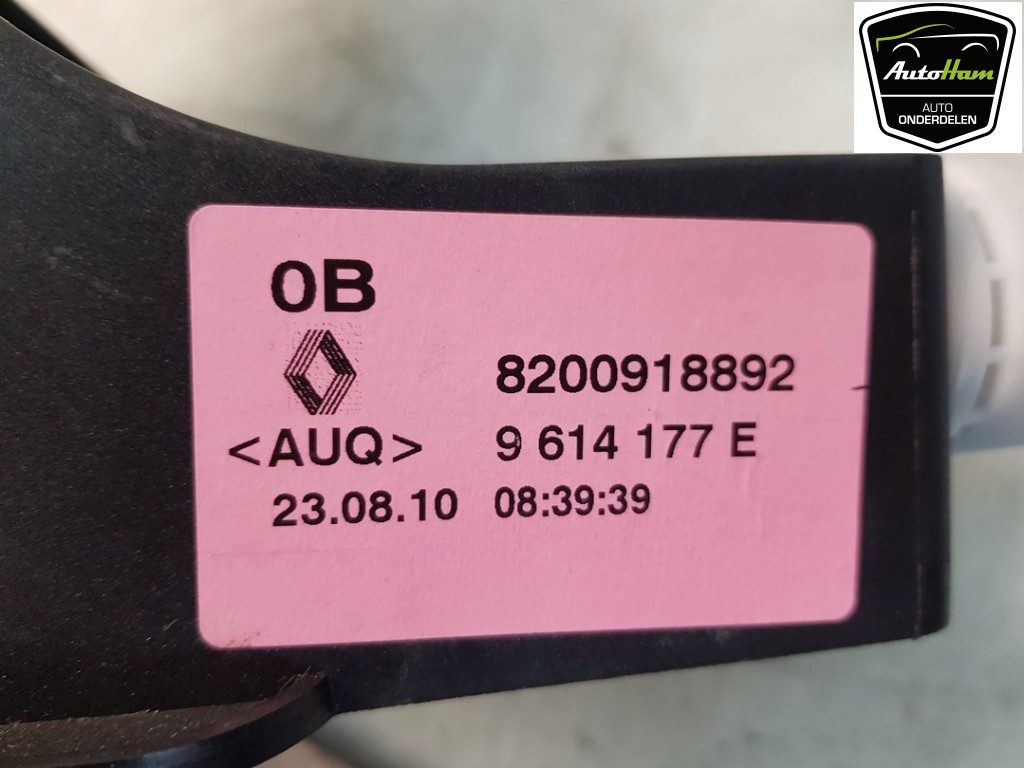 AutoHam
AUTO
ONDERDELEN
0B
8200918892
<AUQ> 9 614 177 E
23.08.10 08:39:39